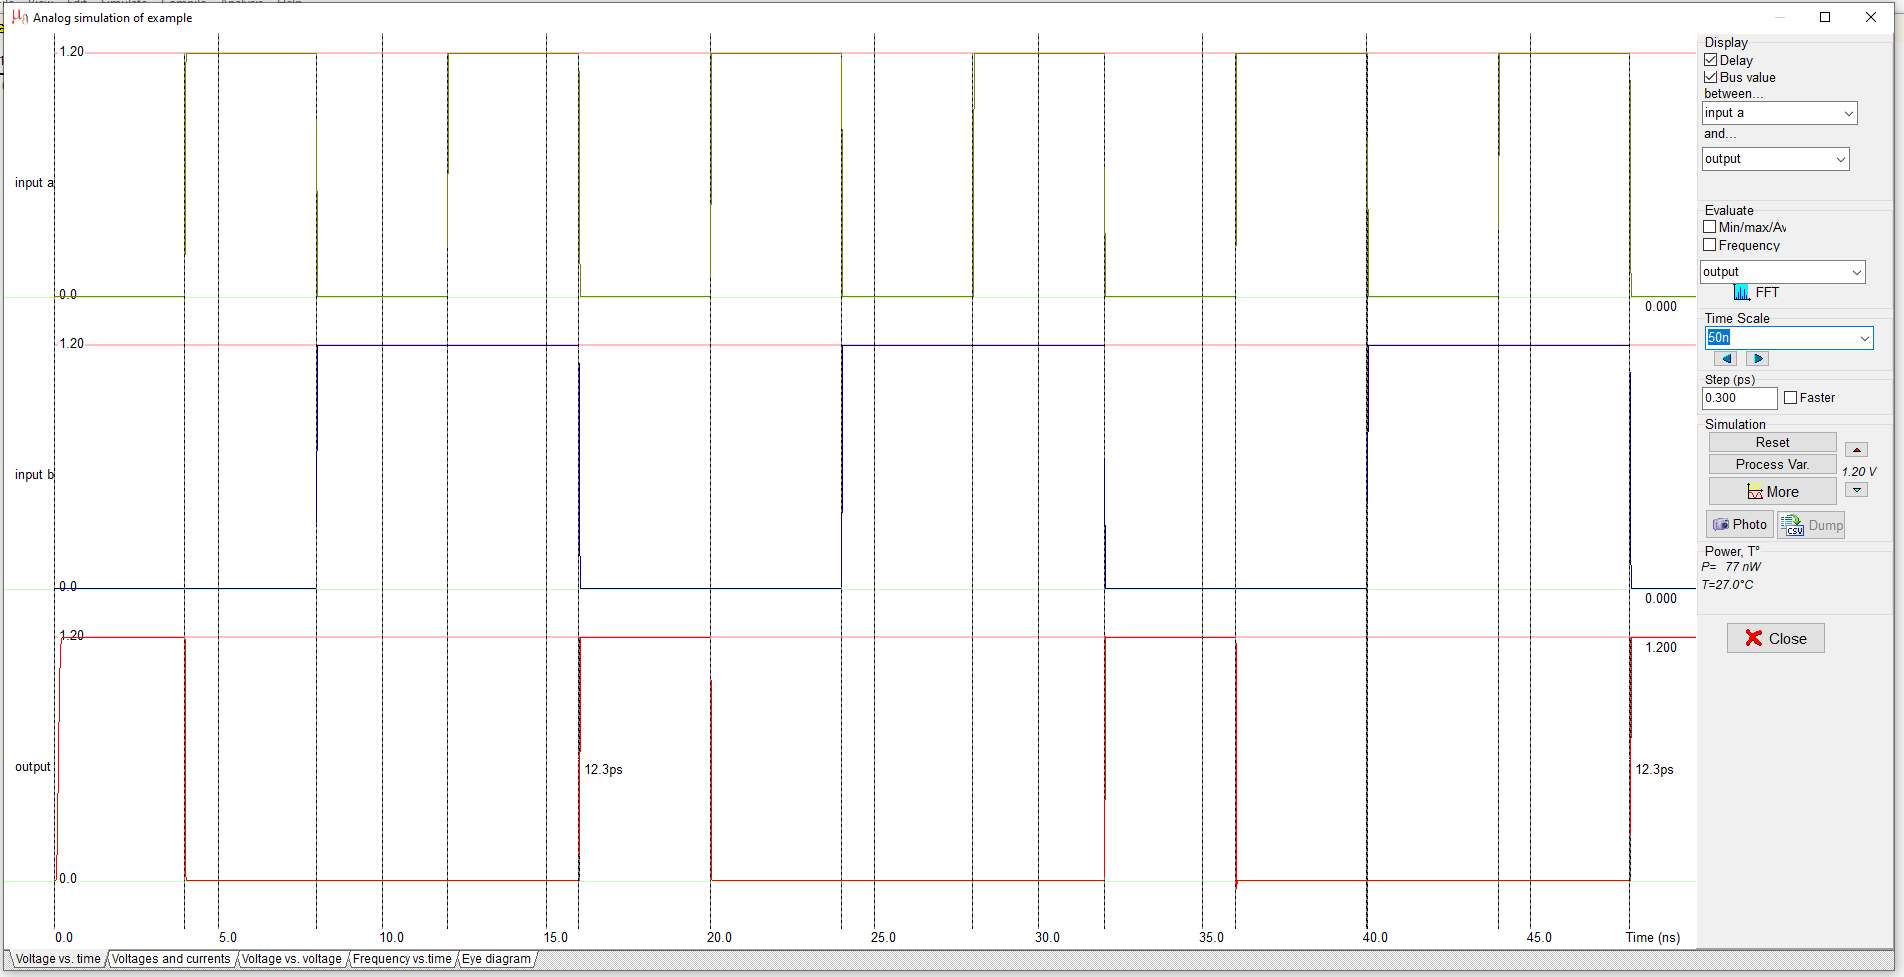 Analog simulation of example
1.20
input a
0.0
0.000
1.20
input b
0.0
0.000
1.20
1.200
output
12.3ps
12.3ps
0.0
0.0
5.0
10.0
15.0
20.0
25.0
30.0
35.0
40.0
45.0
Time (ns)
Voltage vs. time
Voltages and currents
Voltage vs. voltage
Frequency vs.time
Eye diagram
Display
Delay
Bus value
between...
input a
and...
output
Evaluate
Min/max/Av
Frequency
output
FFT
Time Scale
50n
Step (ps)
0.300
Faster
Simulation
Reset
Process Var.
1.20 V
More
Photo
CSV
Dump
Power, T°
P= 77 nW
T=27.0°C
Close